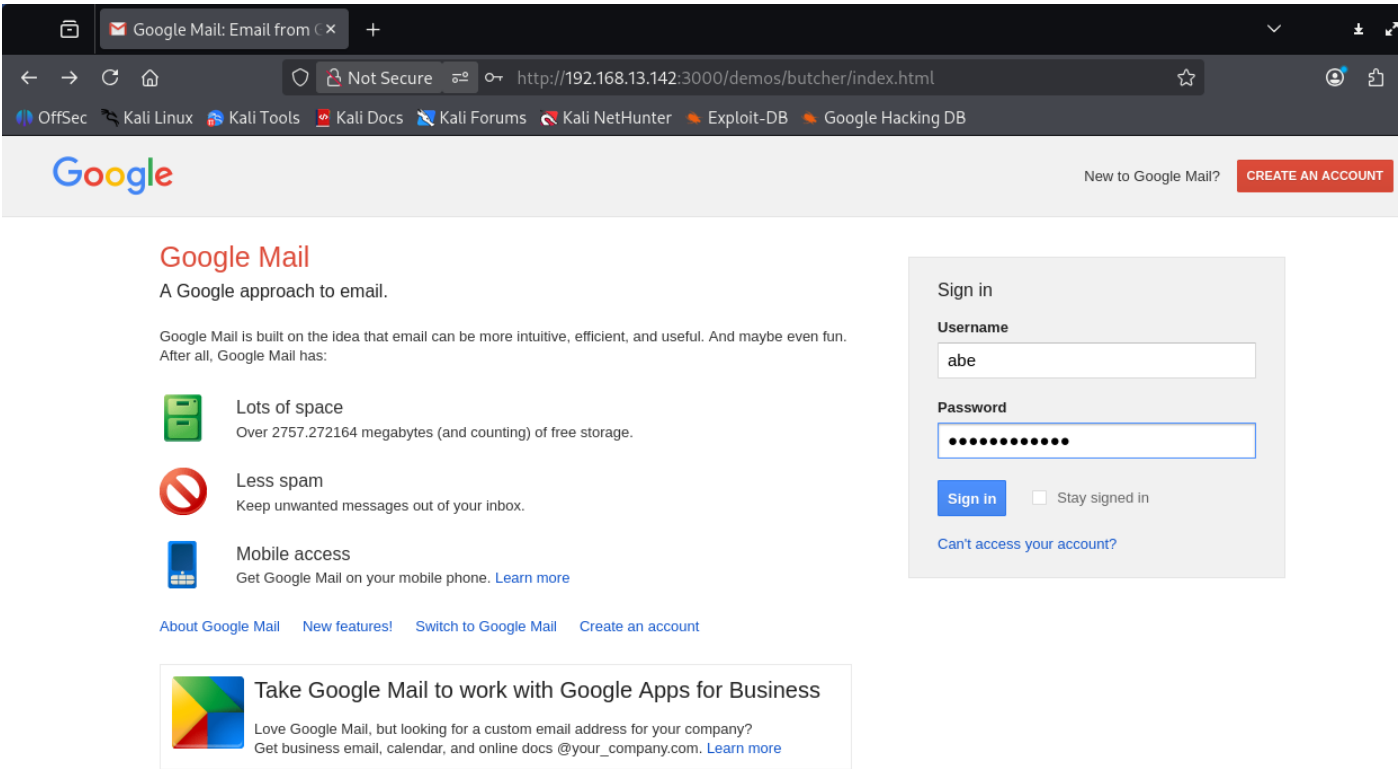 Google Mail: Email from G
Not Secure
http://192.168.13.142:3000/demos/butcher/index.html
OffSec Kali Linux Kali Tools Kali Docs Kali Forums Kali NetHunter Exploit-DB Google Hacking DB
Google
New to Google Mail? CREATE AN ACCOUNT
Google Mail
A Google approach to email.
Google Mail is built on the idea that email can be more intuitive, efficient, and useful. And maybe even fun.
After all, Google Mail has:
Lots of space
Over 2757.272164 megabytes (and counting) of free storage.
Less spam
Keep unwanted messages out of your inbox.
Mobile access
Get Google Mail on your mobile phone. Learn more
About Google Mail New features! Switch to Google Mail Create an account
Take Google Mail to work with Google Apps for Business
Love Google Mail, but looking for a custom email address for your company?
Get business email, calendar, and online docs @your_company.com. Learn more
Sign in
Username
abe
Password
●●●●●●●●●●●●
Sign in Stay signed in
Can't access your account?